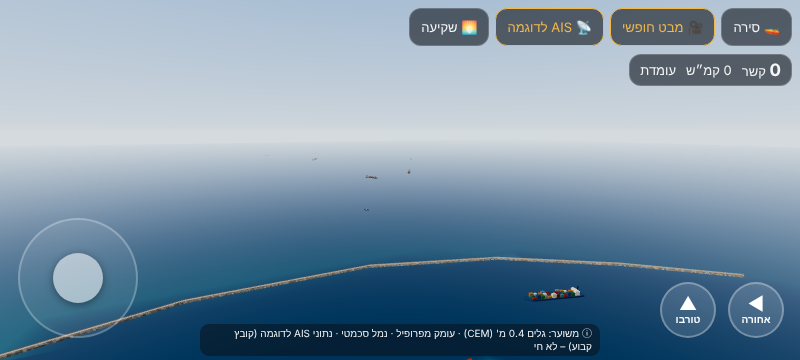 🚤 סירה
🎥 מבט חופשי
📡 AIS לדוגמה
🌅 שקיעה
0 קשר 0 קמ״ש עומדת
◀ אחורה
▲ טורבו
ⓘ משוער: גלים 0.4 מ' (CEM) · עומק מפרופיל · נמל סכמטי · נתוני AIS לדוגמה (קובץ
קבוע) – לא חי